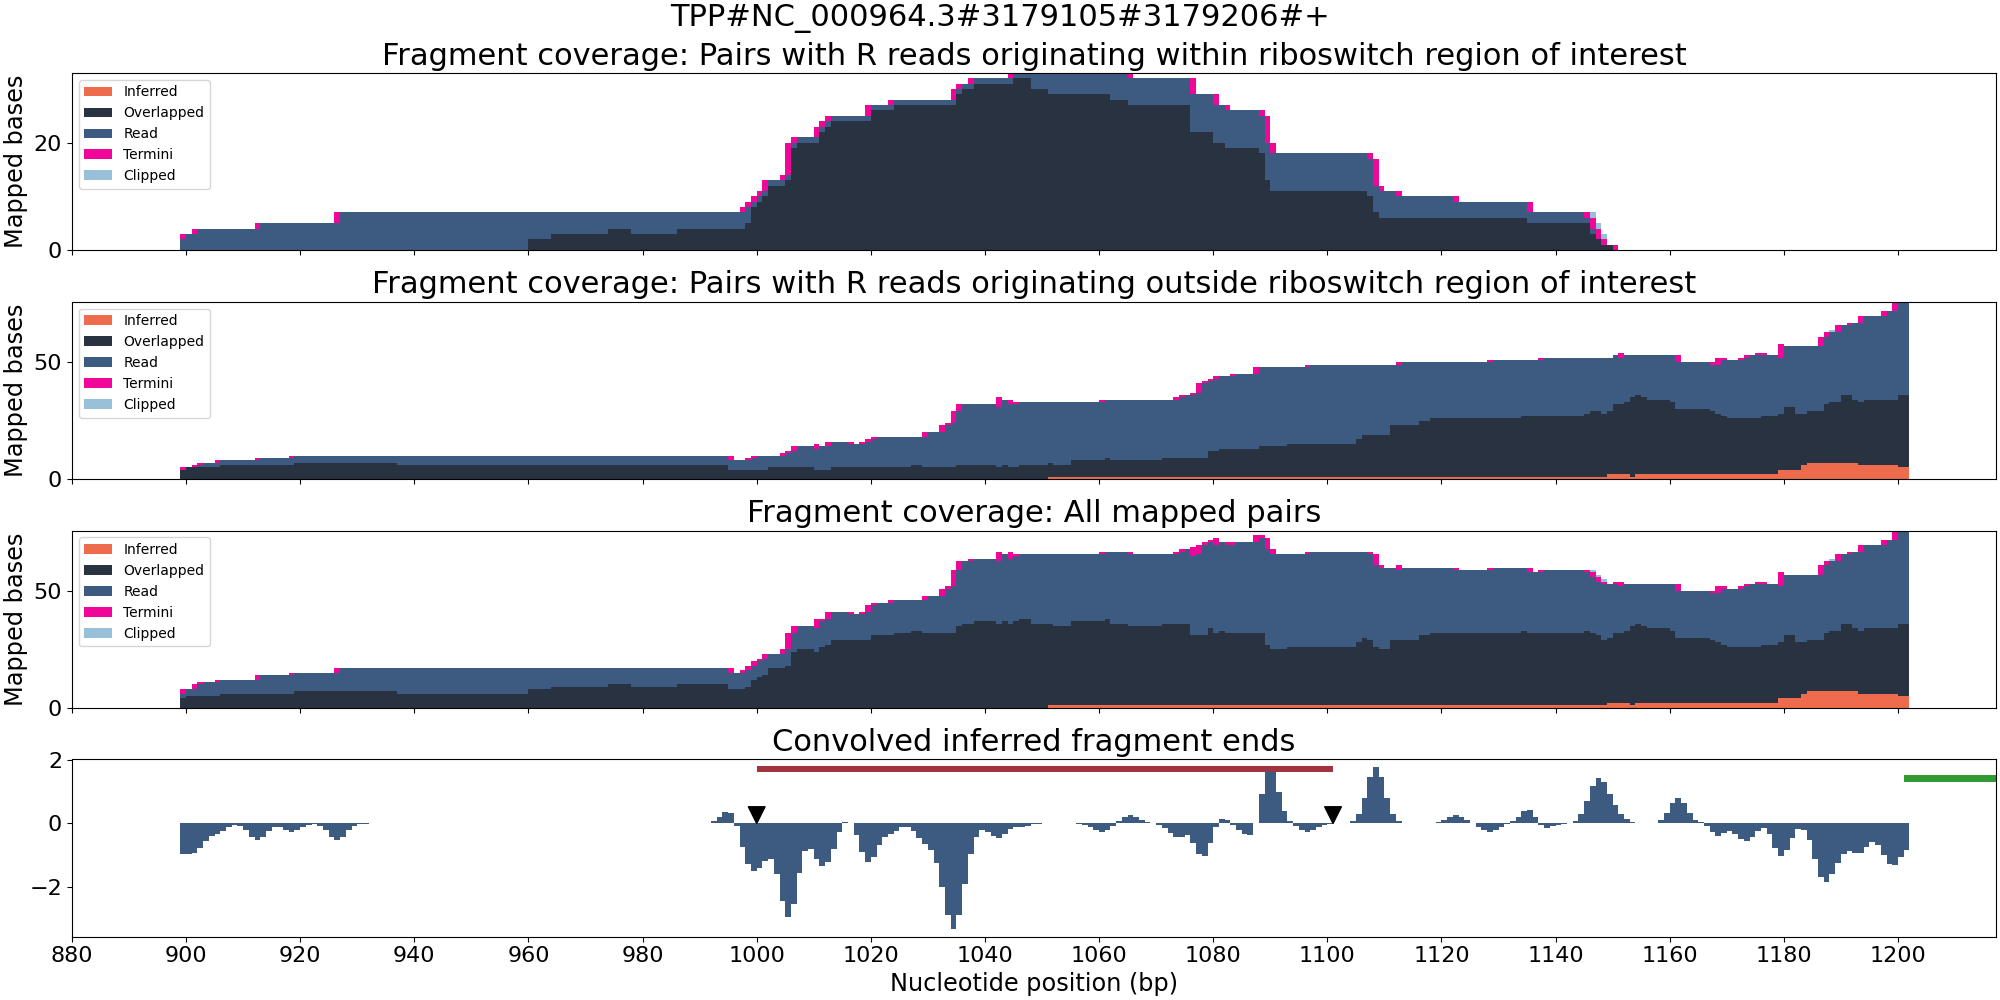 TPP#NC_000964.3#3179105#3179206#+
Fragment coverage: Pairs with R reads originating within riboswitch region of interest
Mapped bases
20
0
Inferred
Overlapped
Read
Termini
Clipped
Fragment coverage: Pairs with R reads originating outside riboswitch region of interest
Mapped bases
50
0
Inferred
Overlapped
Read
Termini
Clipped
Fragment coverage: All mapped pairs
Mapped bases
50
0
Inferred
Overlapped
Read
Termini
Clipped
Convolved inferred fragment ends
2
0
−2
880 900 920 940 960 980 1000 1020 1040 1060 1080 1100 1120 1140 1160 1180 1200
Nucleotide position (bp)